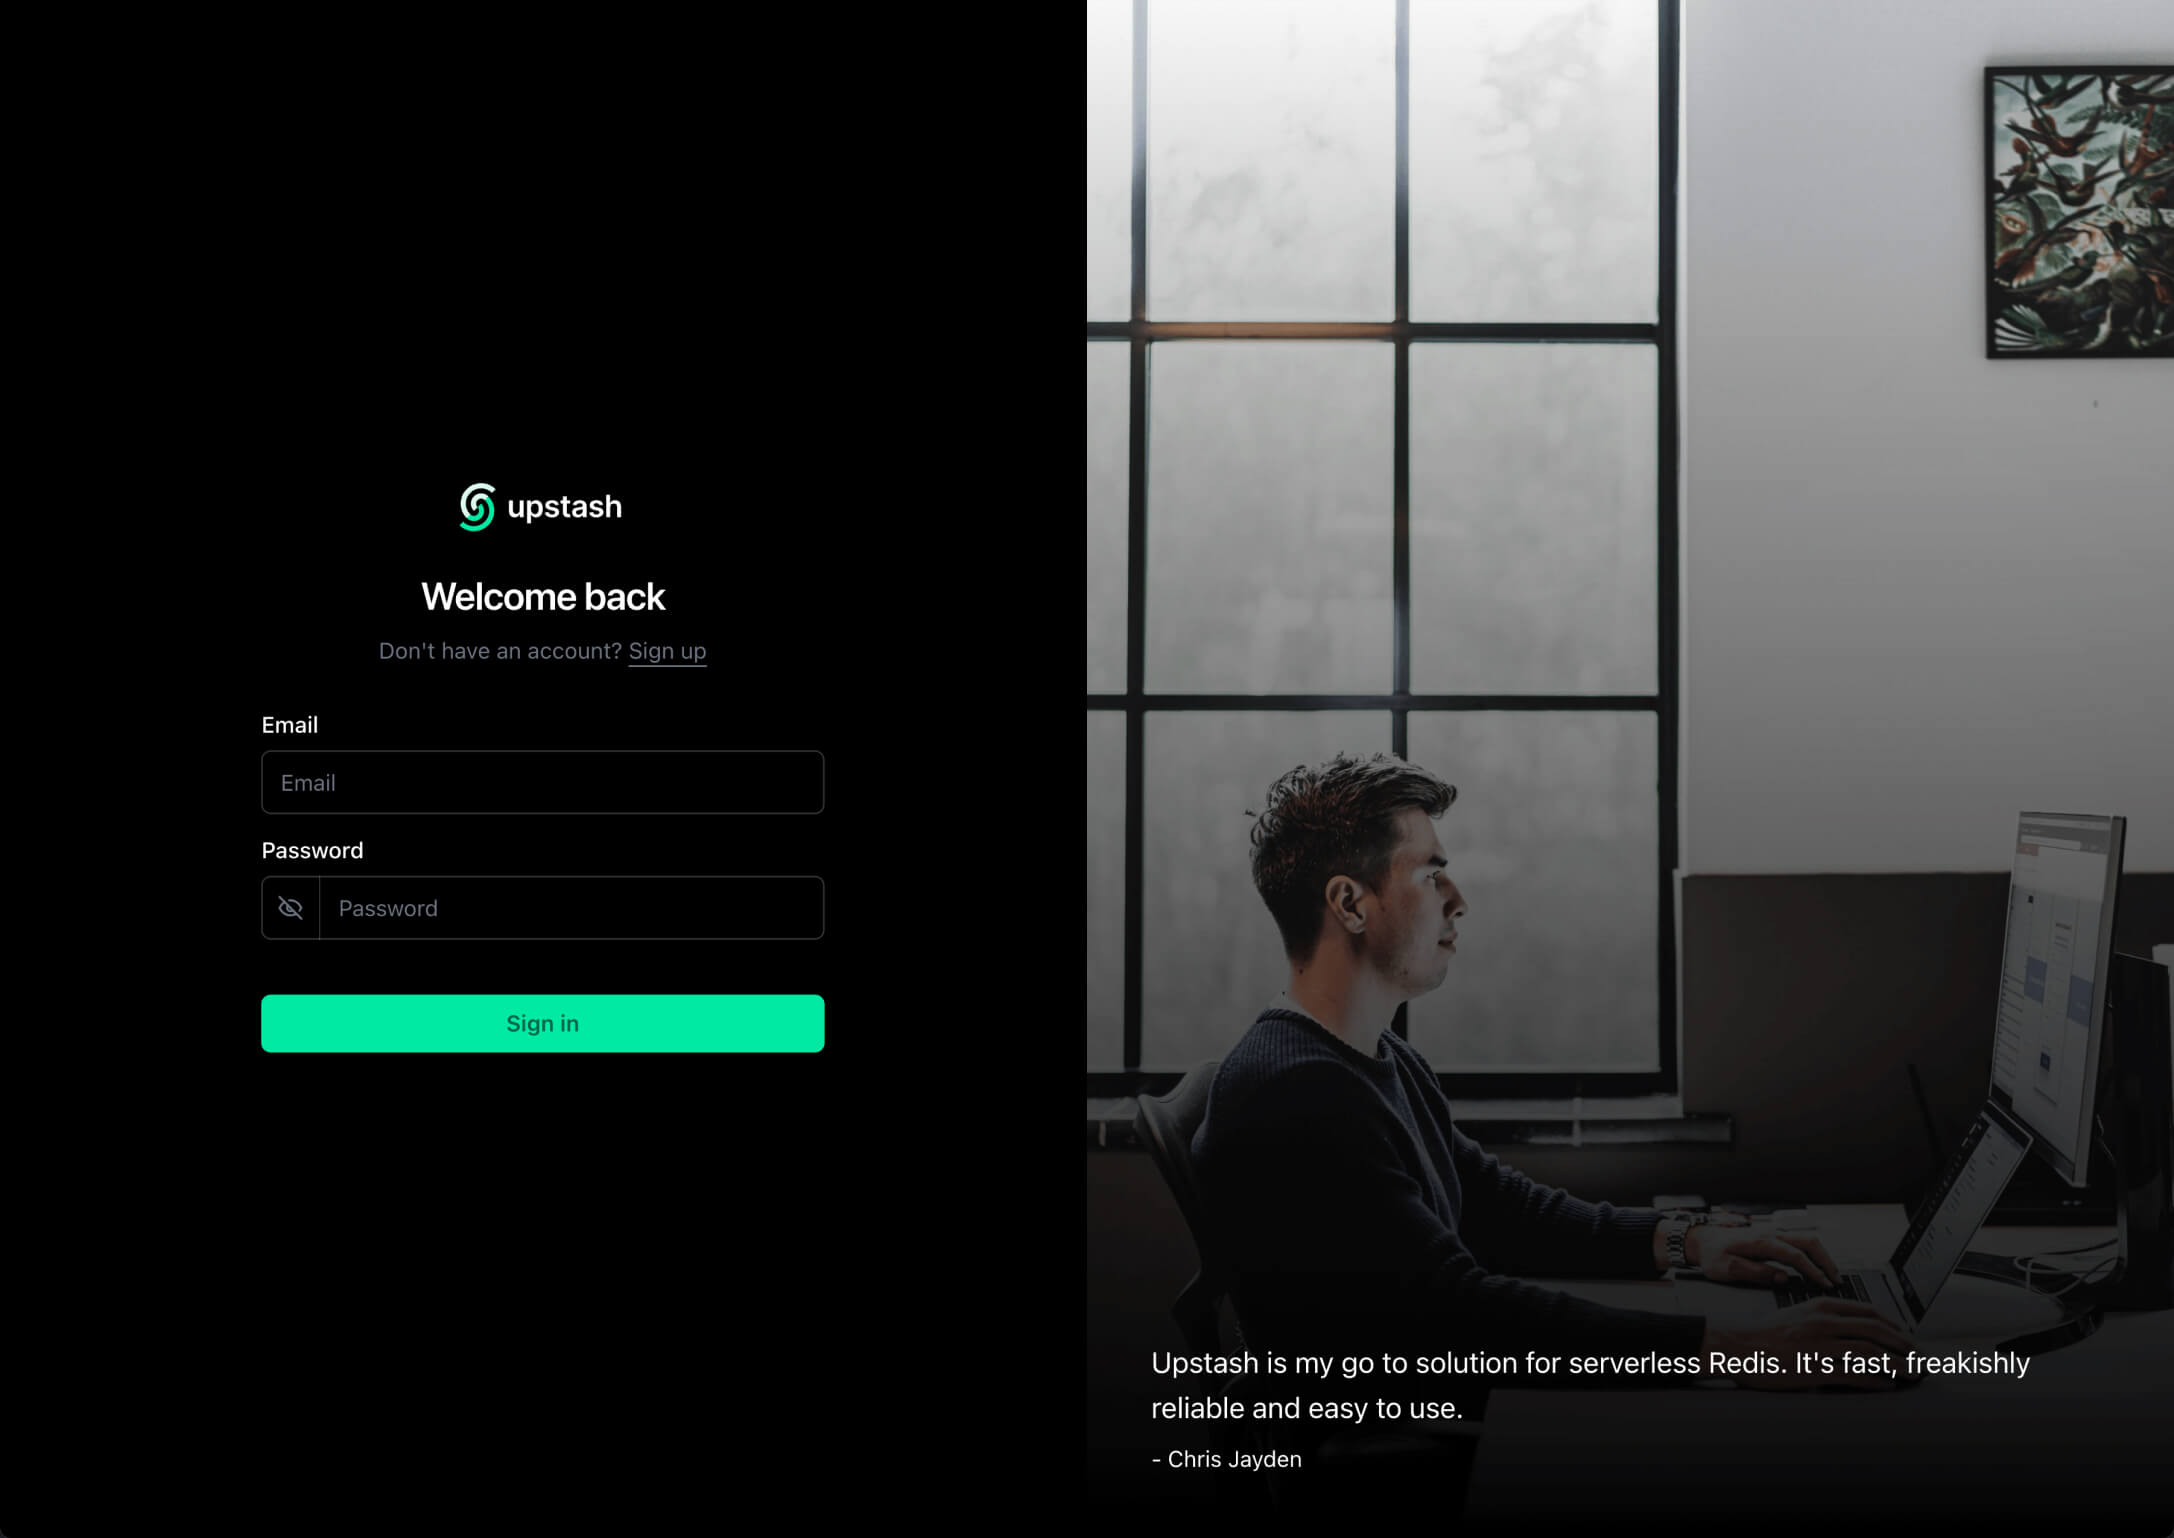 upstash
Welcome back
Don't have an account? Sign up
Email
Email
Password
Password
Sign in
Upstash is my go to solution for serverless Redis. It's fast, freakishly
reliable and easy to use.
- Chris Jayden